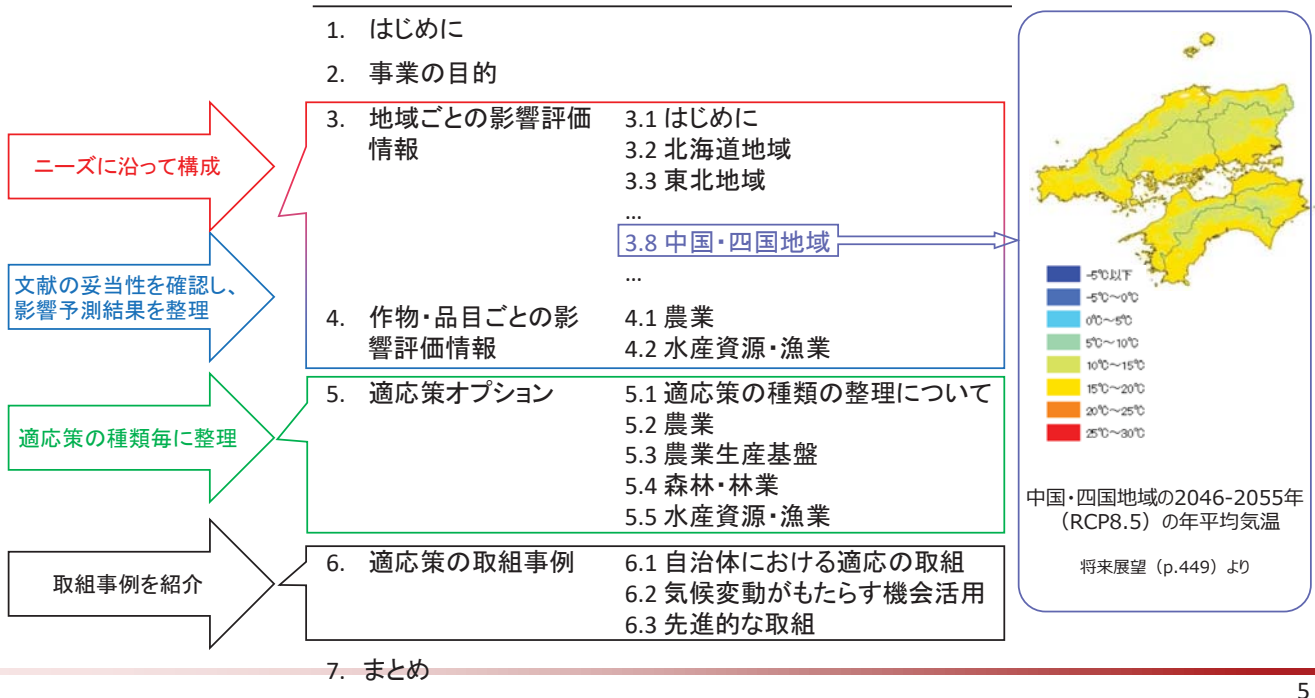 1. はじめに
2. 事業の目的
ニーズに沿って構成
文献の妥当性を確認し、
影響予測結果を整理
3. 地域ごとの影響評価
情報
3.1 はじめに
3.2 北海道地域
3.3 東北地域
…
3.8 中国・四国地域
…
4. 作物・品目ごとの影
響評価情報
4.1 農業
4.2 水産資源・漁業
適応策の種類毎に整理
5. 適応策オプション
5.1 適応策の種類の整理について
5.2 農業
5.3 農業生産基盤
5.4 森林・林業
5.5 水産資源・漁業
取組事例を紹介
6. 適応策の取組事例
6.1 自治体における適応の取組
6.2 気候変動がもたらす機会活用
6.3 先進的な取組
7. まとめ
-5℃以下
-5℃～0℃
0℃～5℃
5℃～10℃
10℃～15℃
15℃～20℃
20℃～25℃
25℃～30℃
中国・四国地域の2046-2055年
（RCP8.5）の年平均気温
将来展望（p.449）より
5